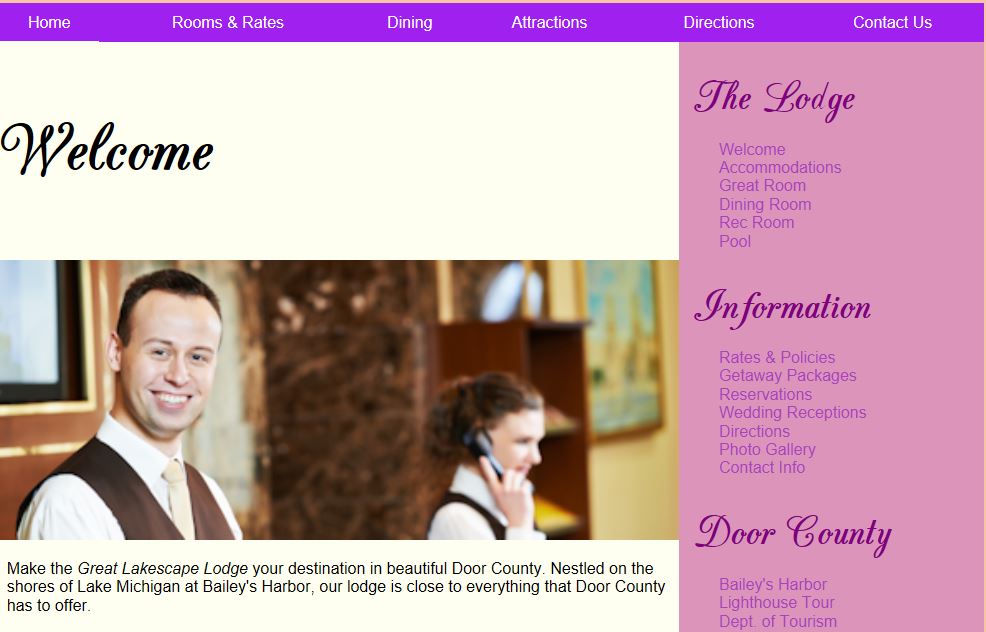 Home Rooms & Rates Dining Attractions Directions Contact Us
Welcome
Make the Great Lakescape Lodge your destination in beautiful Door County. Nestled on the
shores of Lake Michigan at Bailey's Harbor, our lodge is close to everything that Door County
has to offer.
The Lodge
Welcome
Accommodations
Great Room
Dining Room
Rec Room
Pool
Information
Rates & Policies
Getaway Packages
Reservations
Wedding Receptions
Directions
Photo Gallery
Contact Info
Door County
Bailey's Harbor
Lighthouse Tour
Dept. of Tourism